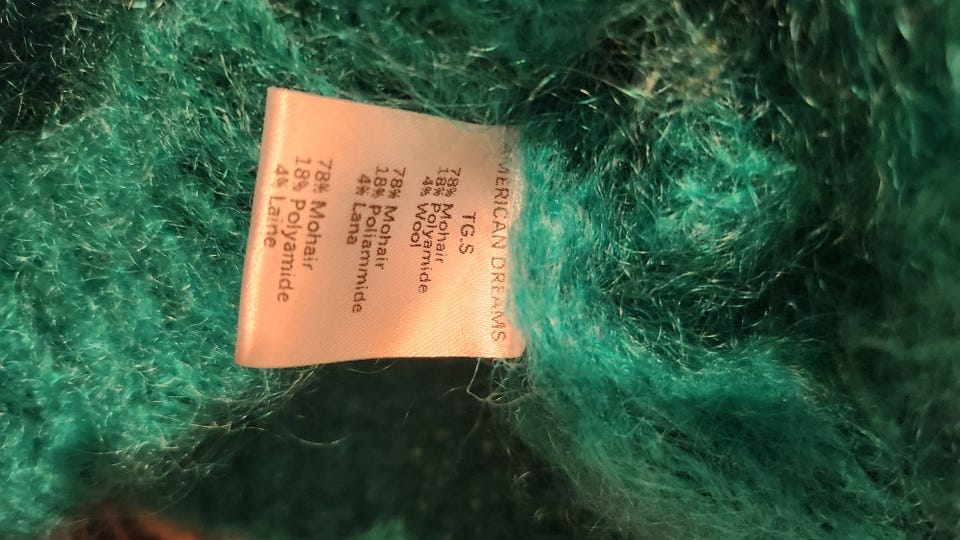 AMERICAN DREAMS
TG.S
78% Mohair
18% Polyamide
4% Wool
78% Mohair
18% Poliammide
4% Lana
78% Mohair
18% Polyamide
4% Laine